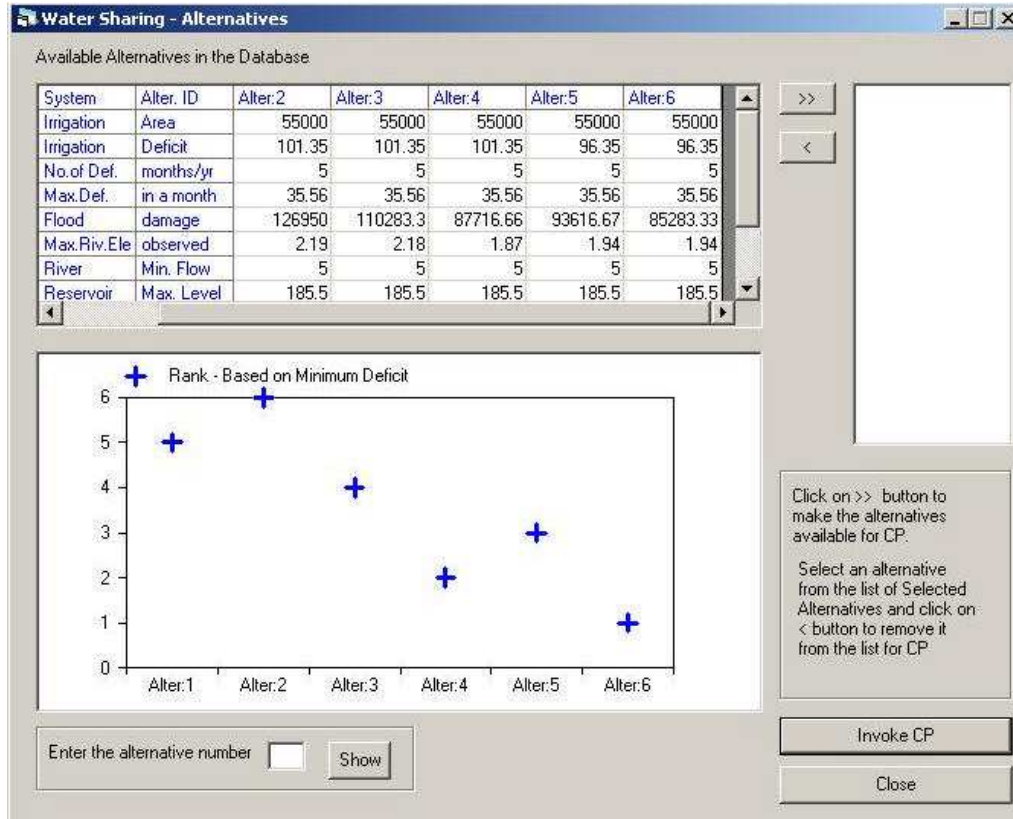 Water Sharing - Alternatives
Available Alternatives in the Database
System Alter. ID Alter:2 Alter:3 Alter:4 Alter:5 Alter:6
Irrigation Area 55000 55000 55000 55000 55000
Irrigation Deficit 101.35 101.35 101.35 96.35 96.35
No.of Def. months/yr 5 5 5 5 5
Max.Def. in a month 35.56 35.56 35.56 35.56 35.56
Flood damage 126950 110283.3 87716.66 93616.67 85283.33
Max.Riv.Ele observed 2.19 2.18 1.87 1.94 1.94
River Min. Flow 5 5 5 5 5
Reservoir Max. Level 185.5 185.5 185.5 185.5 185.5
>>
<
Rank - Based on Minimum Deficit
6
5
4
3
2
1
0
Alter:1 Alter:2 Alter:3 Alter:4 Alter:5 Alter:6
Click on >> button to
make the alternatives
available for CP.
Select an alternative
from the list of Selected
Alternatives and click on
< button to remove it
from the list for CP
Enter the alternative number
Show
Invoke CP
Close